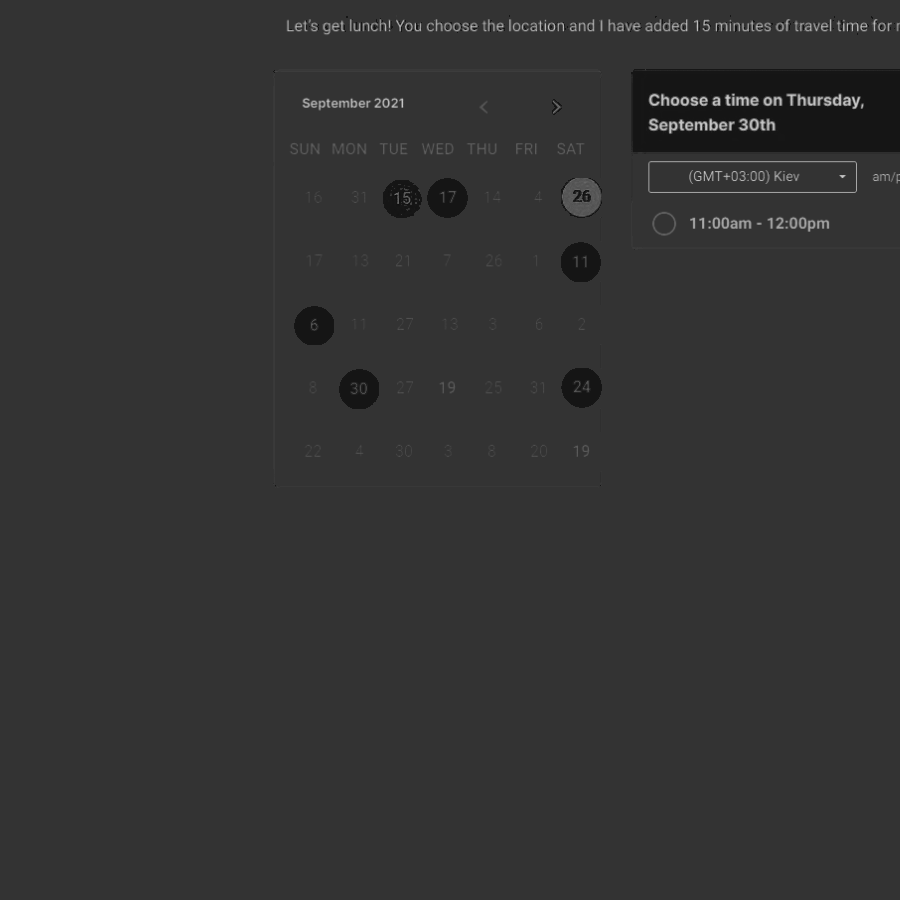 Let's get lunch! You choose the location and I have added 15 minutes of travel time for
September 2021
SUN MON TUE WED THU FRI SAT
16 31 15 17 14 4 26
17 13 21 7 26 1 11
6 11 27 13 3 6 2
8 30 27 19 25 31 24
22 4 30 3 8 20 19
Choose a time on Thursday,
September 30th
(GMT+03:00) Kiev
am/p
11:00am - 12:00pm